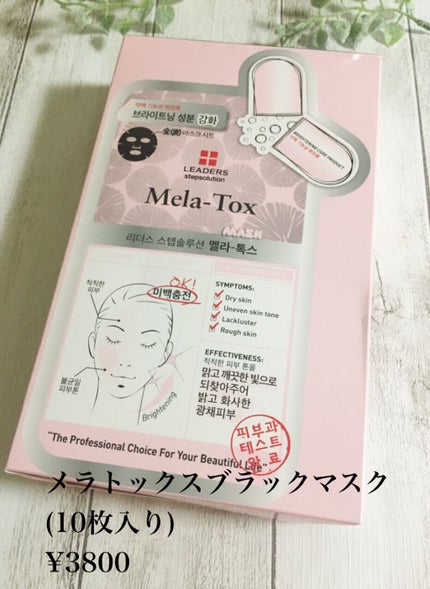 미백 기능성 화장품
브라이트닝 성분 강화
마스크 시트
LEADERS
stepsolution
Mela-Tox
MASK
리더스 스텝솔루션 멜라-톡스
BRIGHTENING CARE PRODUCT
OK!
미백충전
칙칙한
피부
불균일
피부톤
Brightening
SYMPTOMS:
Dry skin
Uneven skin tone
Lackluster
Rough skin
EFFECTIVENESS:
칙칙한 피부 톤을
맑고 깨끗한 빛으로
되찾아주어
밝고 화사한
광채피부
피부과
테스트
완료
"The Professional Choice For Your Beautiful Life"
メラトックスブラックマスク
(10枚入り)
¥3800